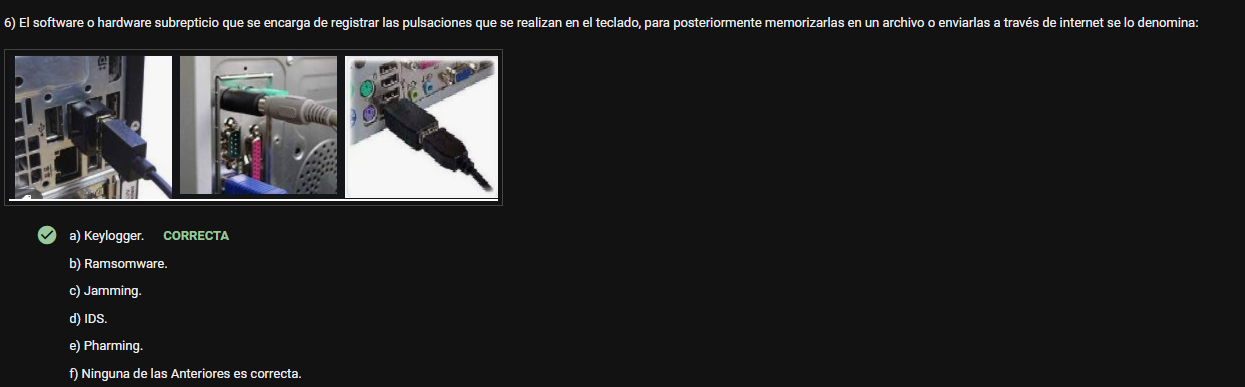 6) El software o hardware subrepticio que se encarga de registrar las pulsaciones que se realizan en el teclado, para posteriormente memorizarlas en un archivo o enviarlas a través de internet se lo denomina:
a) Keylogger. CORRECTA
b) Ramsomware.
c) Jamming.
d) IDS.
e) Pharming.
f) Ninguna de las Anteriores es correcta.